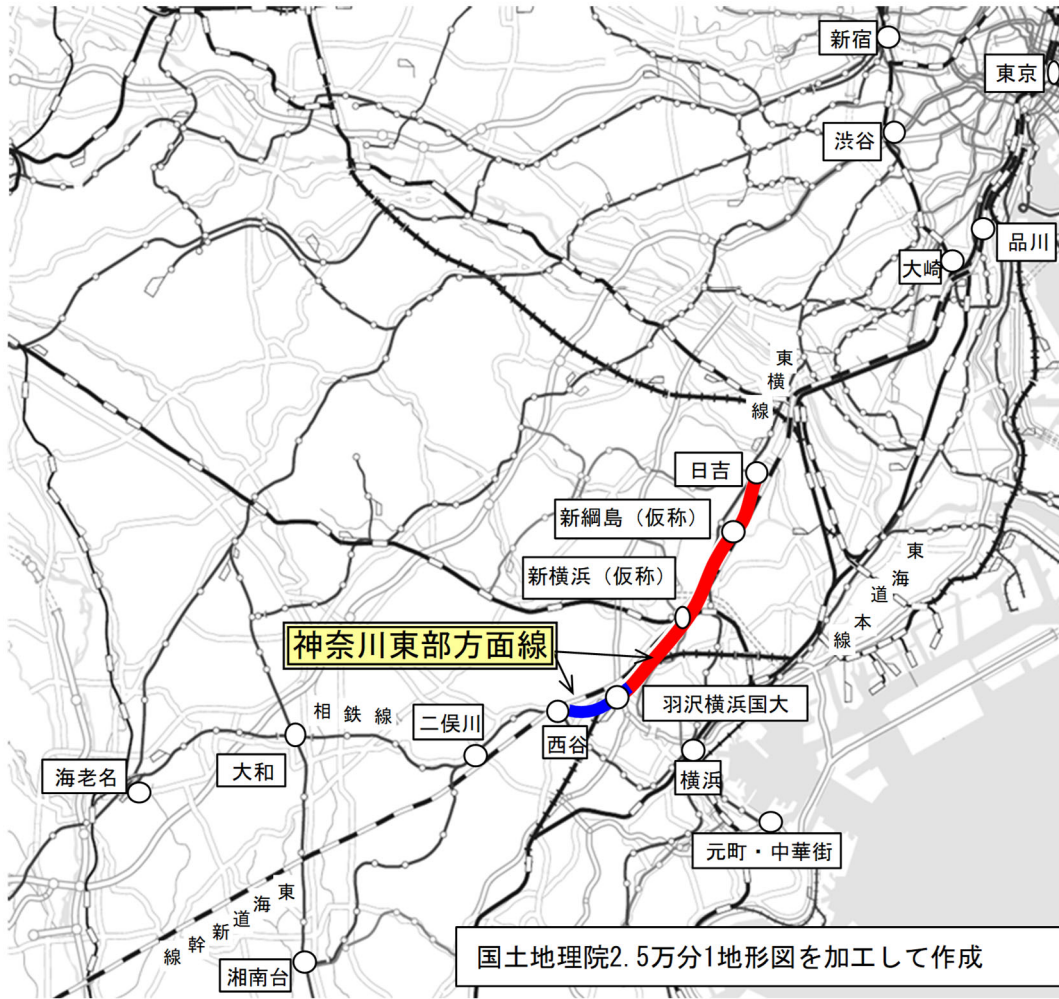 新宿
東京
渋谷
品川
大崎
東横線
日吉
新綱島（仮称）
新横浜（仮称）
東海道本線
神奈川東部方面線
羽沢横浜国大
相鉄線
二俣川
西谷
横浜
大和
海老名
元町・中華街
東海道新幹線
湘南台
国土地理院2.5万分1地形図を加工して作成